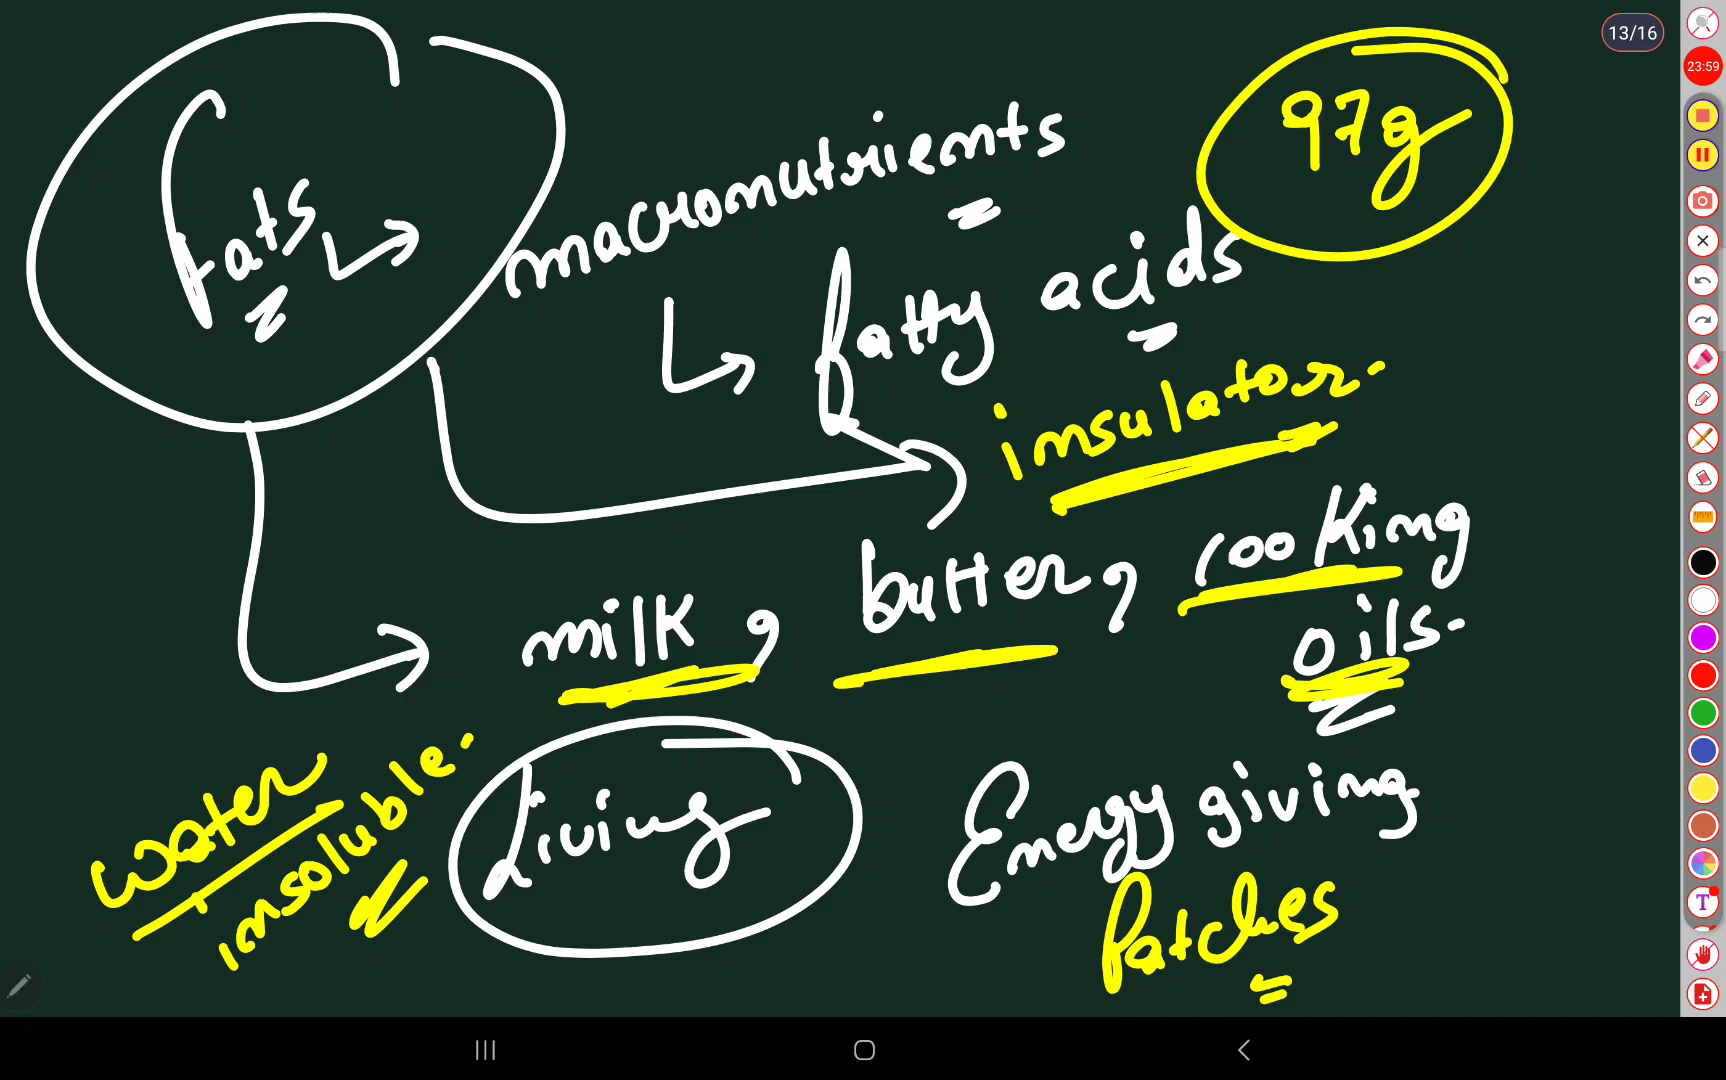 13/16
23:59
97g
fats
macronutrients
fatty acids
insulator.
milk, butter, cooking
oils.
water
insoluble.
Living
Energy giving
Patches
T